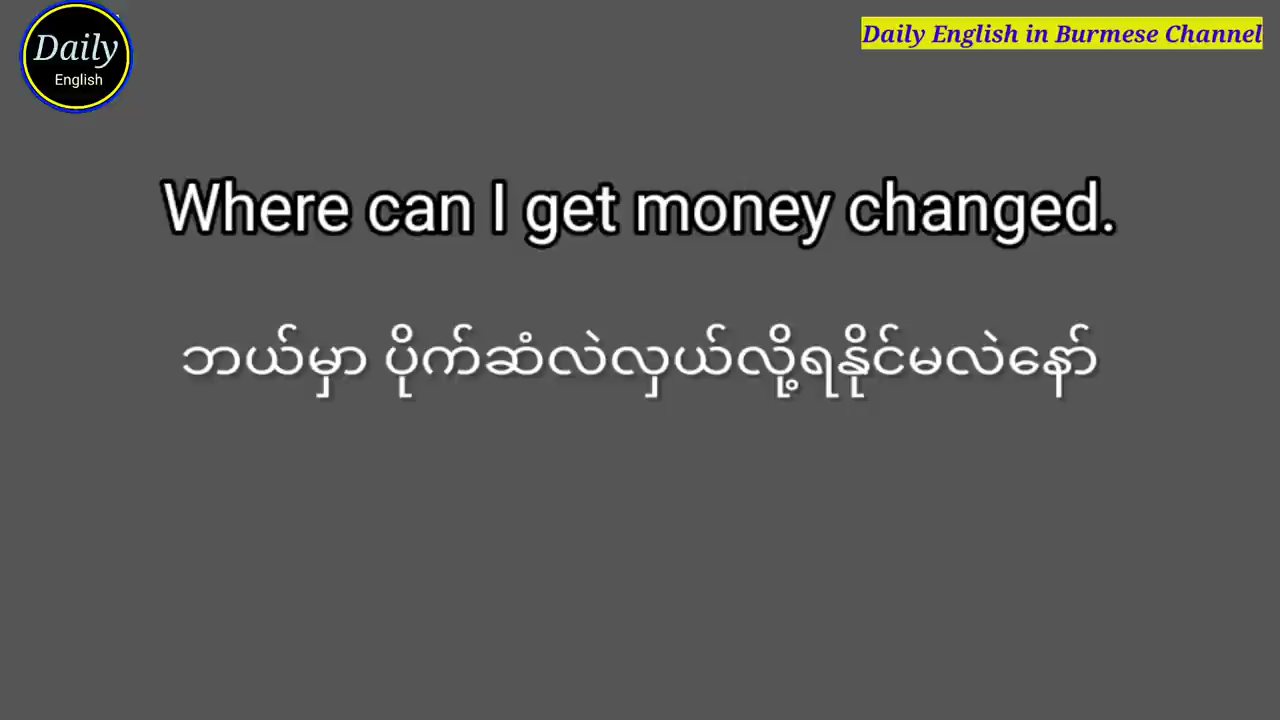 Daily
English
Daily English in Burmese Channel
Where can I get money changed.
ဘယ်မှာ ပိုက်ဆံလဲလှယ်လို့ရနိုင်မလဲနော်